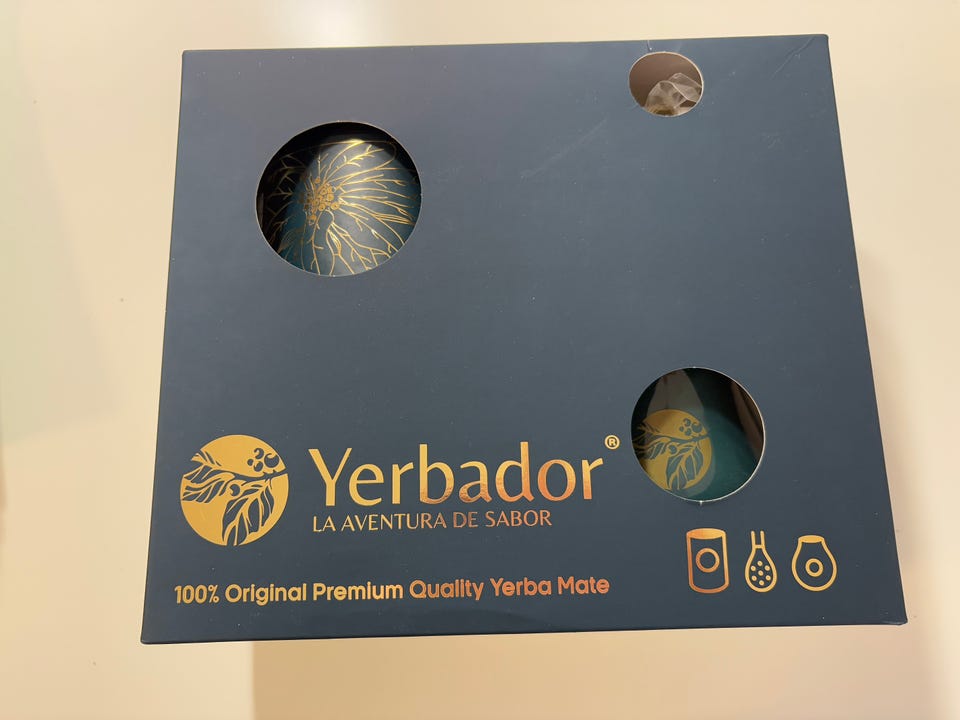 Yerbador®
LA AVENTURA DE SABOR
100% Original Premium Quality Yerba Mate